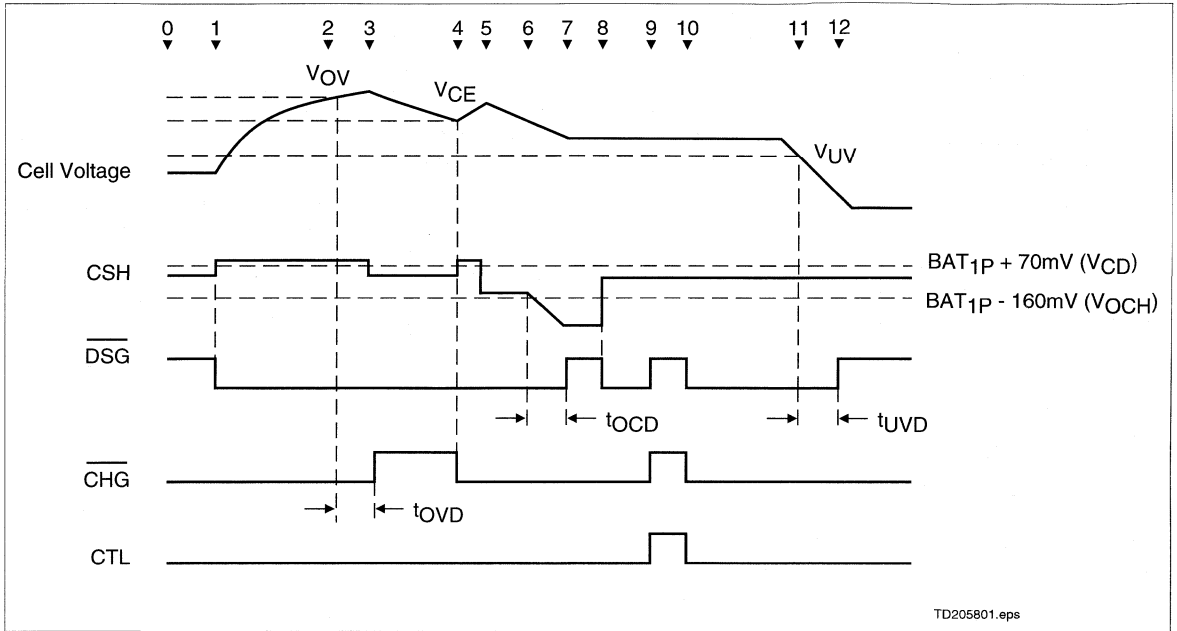 0 1 2 3 4 5 6 7 8 9 10 11 12
VOV
VCE
Cell Voltage
VUV
CSH
BAT1P + 70mV (VCD)
BAT1P - 160mV (VOCH)
DSG
tOCD
tUVD
CHG
tOVD
CTL
TD205801.eps